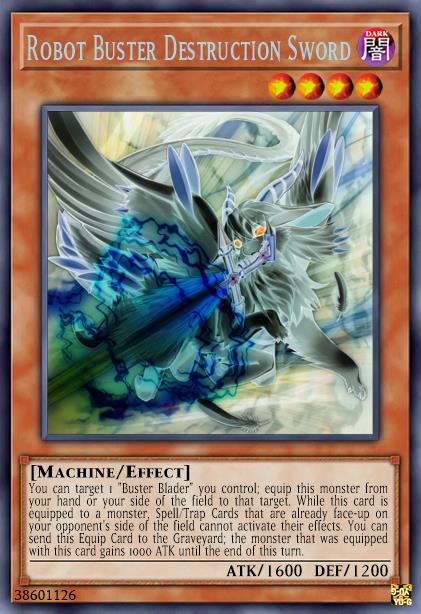 Robot Buster Destruction Sword
DARK
闇
[Machine/Effect]
You can target 1 "Buster Blader" you control; equip this monster from
your hand or your side of the field to that target. While this card is
equipped to a monster, Spell/Trap Cards that are already face-up on
your opponent's side of the field cannot activate their effects. You can
send this Equip Card to the Graveyard; the monster that was equipped
with this card gains 1000 ATK until the end of this turn.
ATK/1600 DEF/1200
38601126